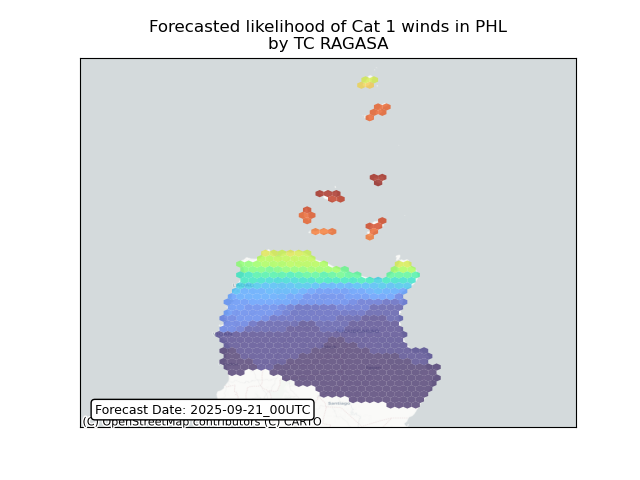 Forecasted likelihood of Cat 1 winds in PHL
by TC RAGASA
Forecast Date: 2025-09-21_00UTC
(C) OpenStreetMap contributors (C) CARTO